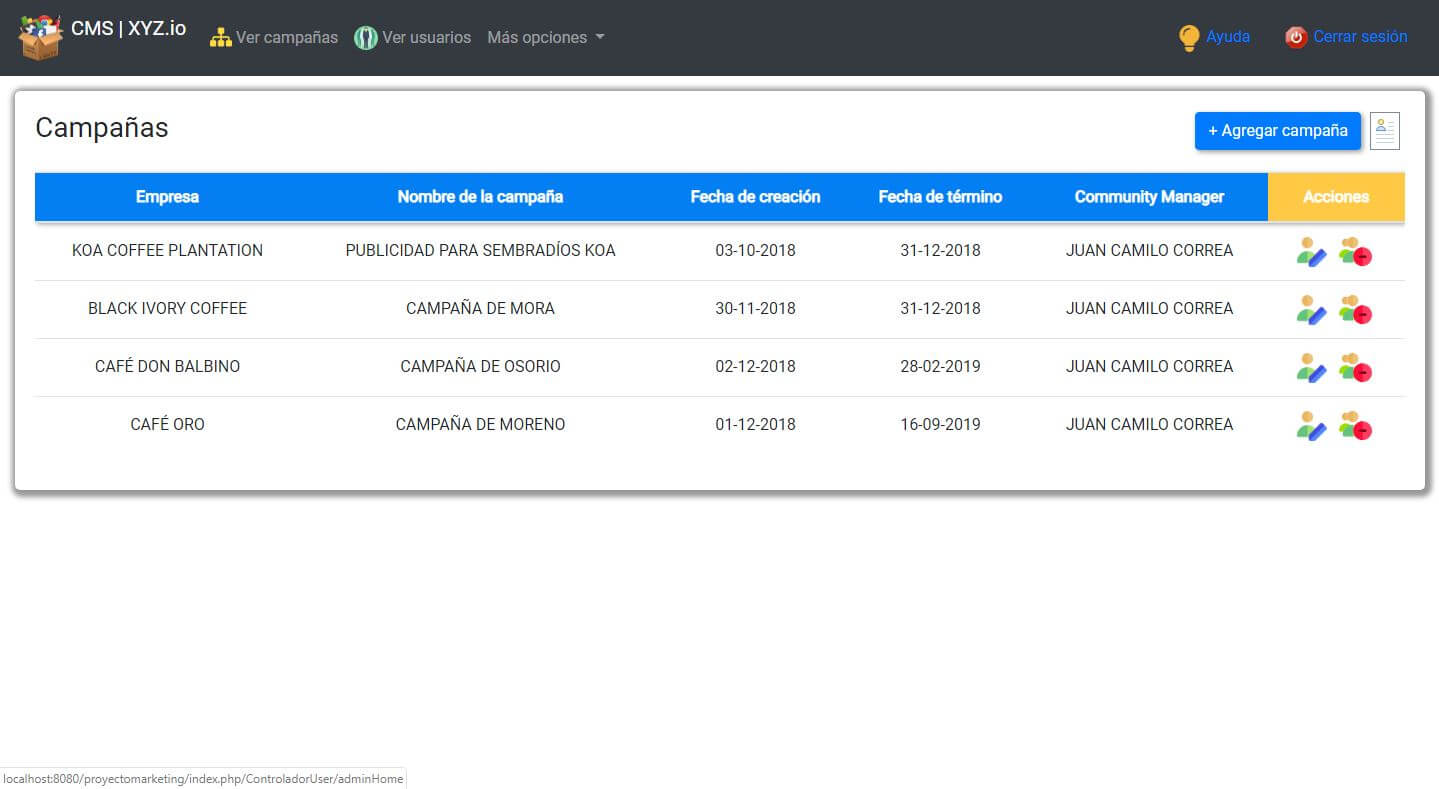 CMS | XYZ.io Ver campañas Ver usuarios Más opciones Ayuda Cerrar sesión
Campañas
+ Agregar campaña
Empresa Nombre de la campaña Fecha de creación Fecha de término Community Manager Acciones
KOA COFFEE PLANTATION PUBLICIDAD PARA SEMBRADÍOS KOA 03-10-2018 31-12-2018 JUAN CAMILO CORREA
BLACK IVORY COFFEE CAMPAÑA DE MORA 30-11-2018 31-12-2018 JUAN CAMILO CORREA
CAFÉ DON BALBINO CAMPAÑA DE OSORIO 02-12-2018 28-02-2019 JUAN CAMILO CORREA
CAFÉ ORO CAMPAÑA DE MORENO 01-12-2018 16-09-2019 JUAN CAMILO CORREA
localhost:8080/proyectomarketing/index.php/ControladorUser/adminHome